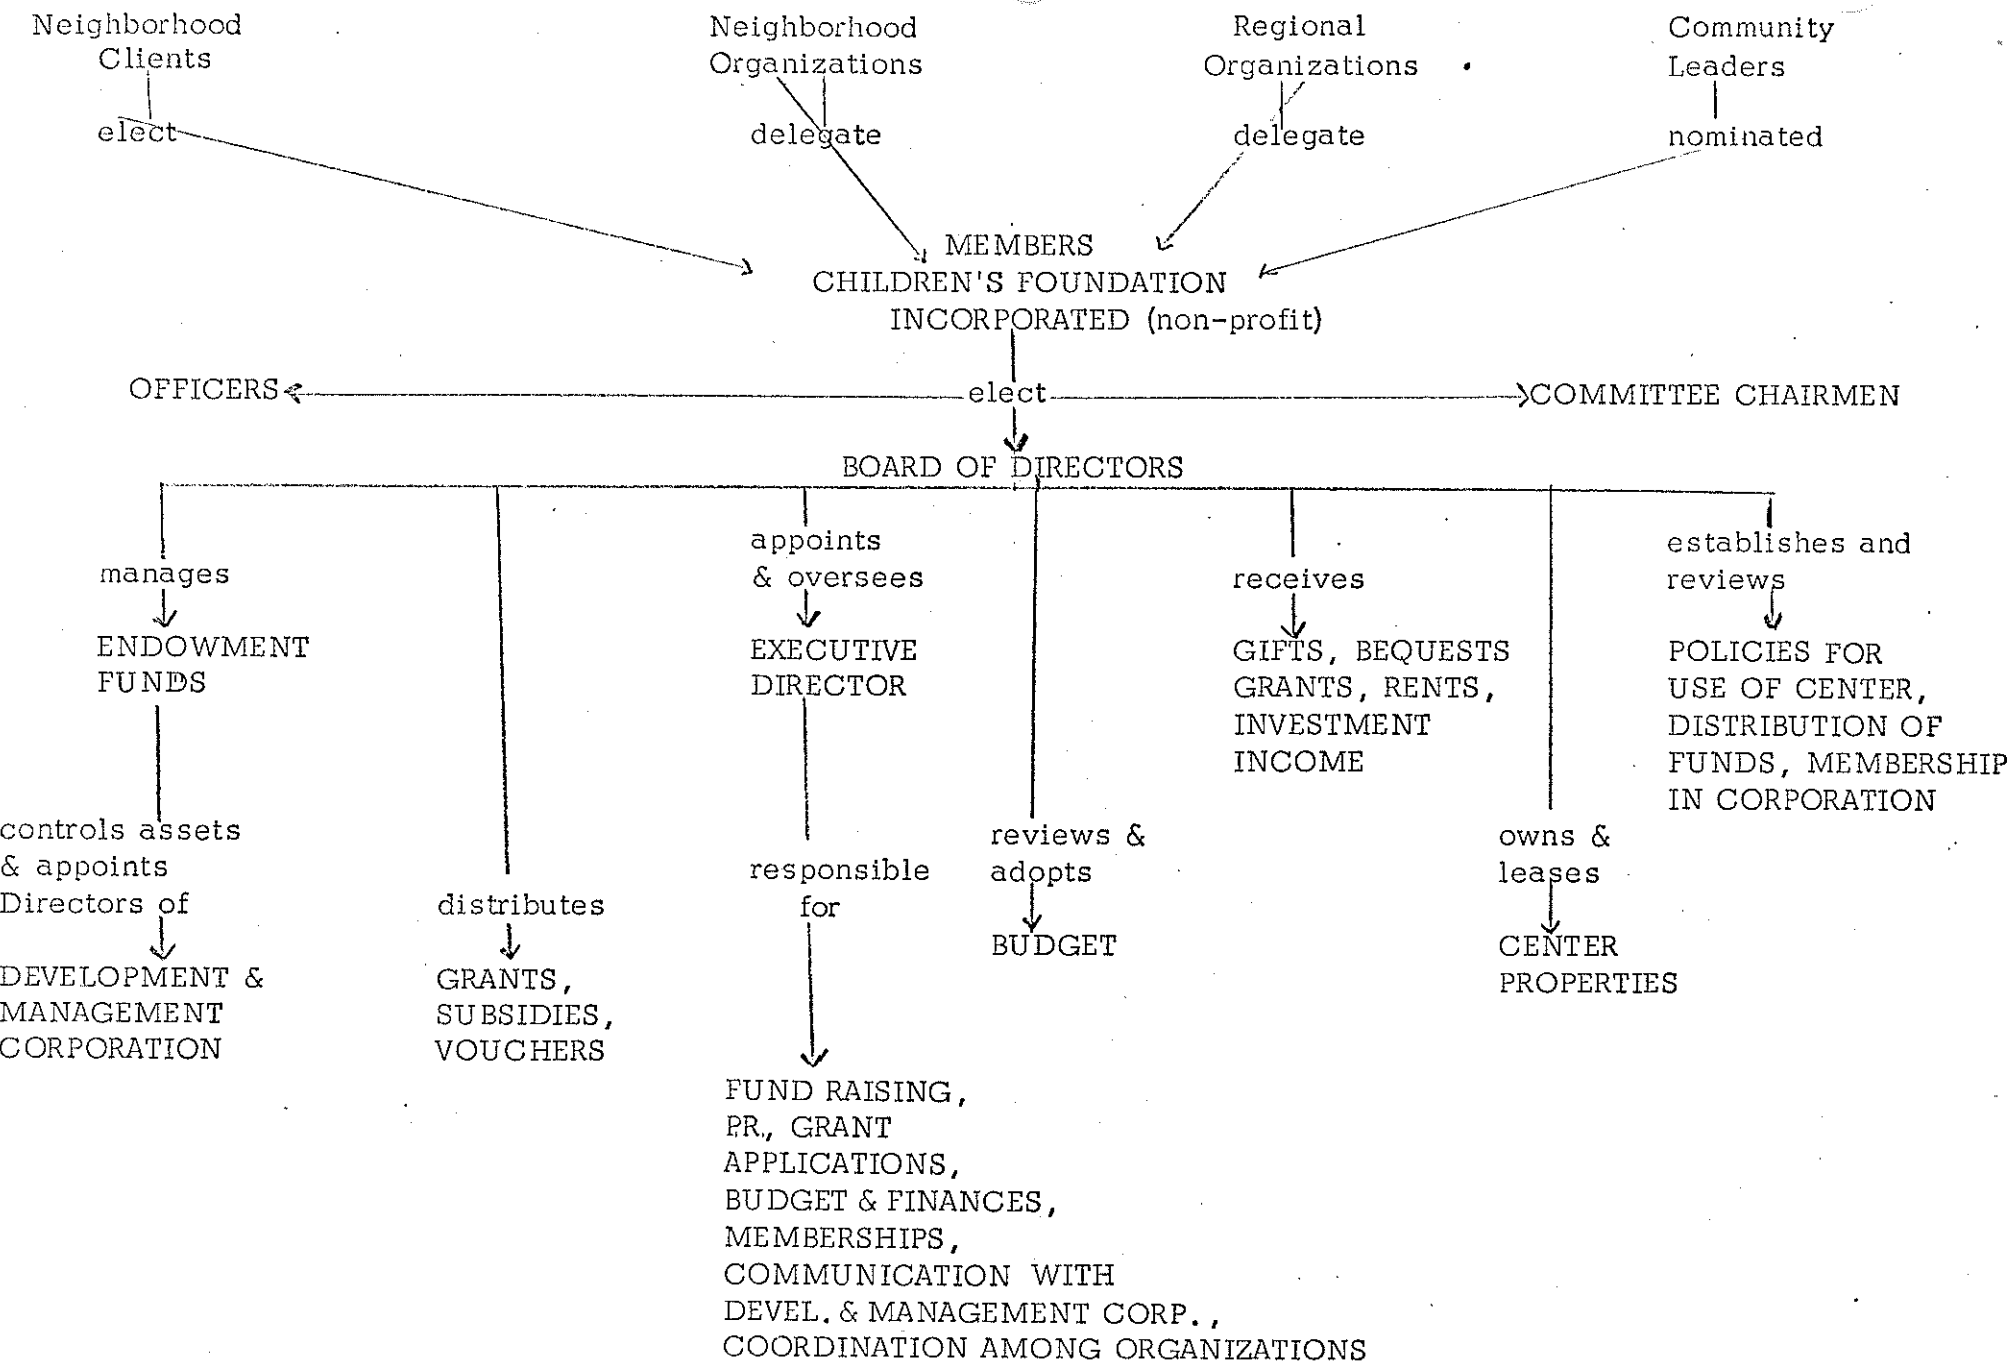 Neighborhood
Clients
elect
Neighborhood
Organizations
delegate
Regional
Organizations
delegate
Community
Leaders
nominated
MEMBERS
CHILDREN'S FOUNDATION
INCORPORATED (non-profit)
OFFICERS
elect
COMMITTEE CHAIRMEN
BOARD OF DIRECTORS
manages
ENDOWMENT
FUNDS
controls assets
& appoints
Directors of
DEVELOPMENT &
MANAGEMENT
CORPORATION
distributes
GRANTS,
SUBSIDIES,
VOUCHERS
appoints
& oversees
EXECUTIVE
DIRECTOR
responsible
for
FUND RAISING,
P.R., GRANT
APPLICATIONS,
BUDGET & FINANCES,
MEMBERSHIPS,
COMMUNICATION WITH
DEVEL. & MANAGEMENT CORP.,
COORDINATION AMONG ORGANIZATIONS
reviews &
adopts
BUDGET
receives
GIFTS, BEQUESTS
GRANTS, RENTS,
INVESTMENT
INCOME
owns &
leases
CENTER
PROPERTIES
establishes and
reviews
POLICIES FOR
USE OF CENTER,
DISTRIBUTION OF
FUNDS, MEMBERSHIP
IN CORPORATION